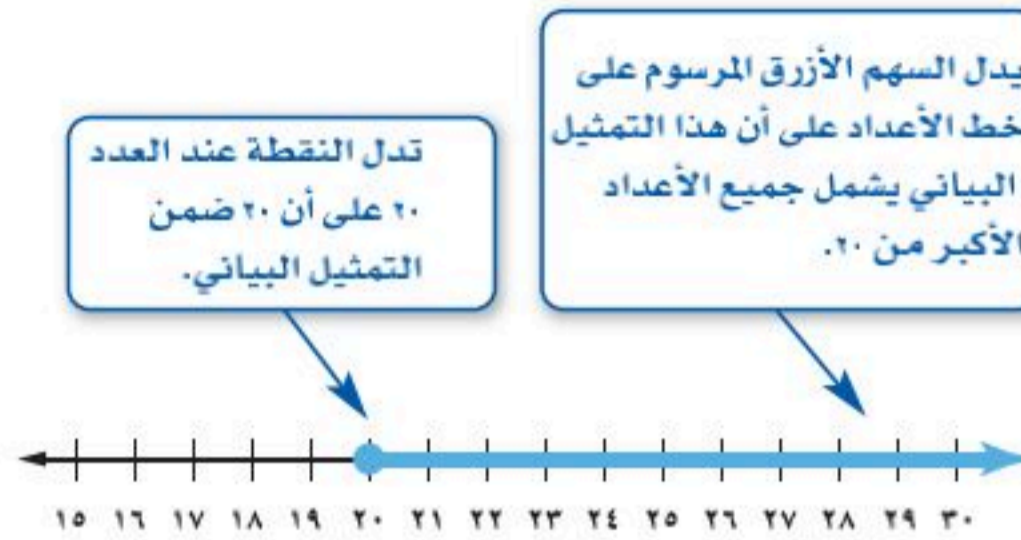 يدل السهم الأزرق المرسوم على
خط الأعداد على أن هذا التمثيل
البياني يشمل جميع الأعداد
الأكبر من ٢٠.
تدل النقطة عند العدد
٢٠ على أن ٢٠ ضمن
التمثيل البياني.
١٥ ١٦ ١٧ ١٨ ١٩ ٢٠ ٢١ ٢٢ ٢٣ ٢٤ ٢٥ ٢٦ ٢٧ ٢٨ ٢٩ ٣٠